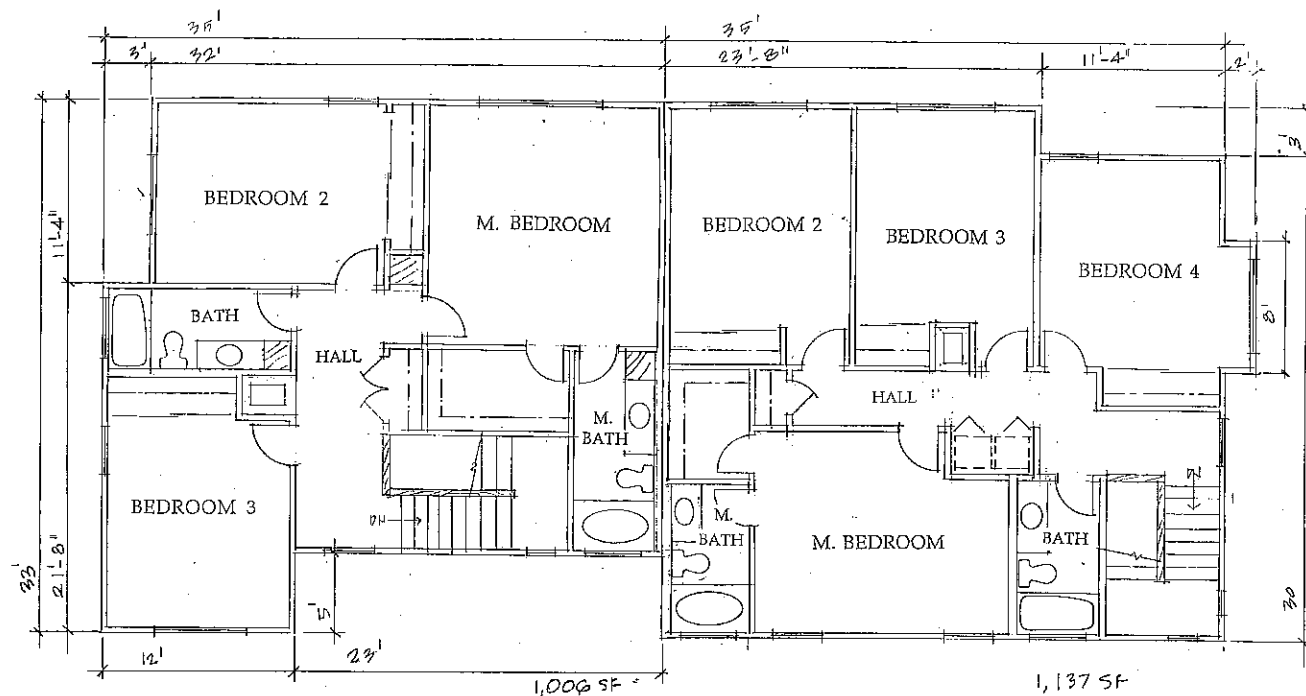 35'
35'
3'
32'
23'-8"
11'-4"
2'
3'
BEDROOM 2
M. BEDROOM
BEDROOM 2
BEDROOM 3
BEDROOM 4
11'-4"
8'
BATH
HALL
HALL
M.
BATH
BEDROOM 3
DN
M.
BATH
M. BEDROOM
BATH
33'
21'-8"
5'
30
12'
23'
1,006 SF
1,137 SF